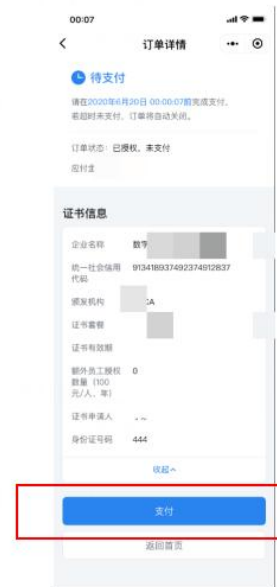 00:07
订单详情
待支付
请在2020年6月20日 00:00:07前完成支付，
若超时未支付，订单将自动关闭。
订单状态：已授权、未支付
应付金
证书信息
企业名称 数字
统一社会信用 913418937492374912837
代码
颁发机构 CA
证书套餐
证书有效期
额外员工授权 0
数量（100
元/人、年）
证书申请人
身份证号码 444
收起
支付
返回首页